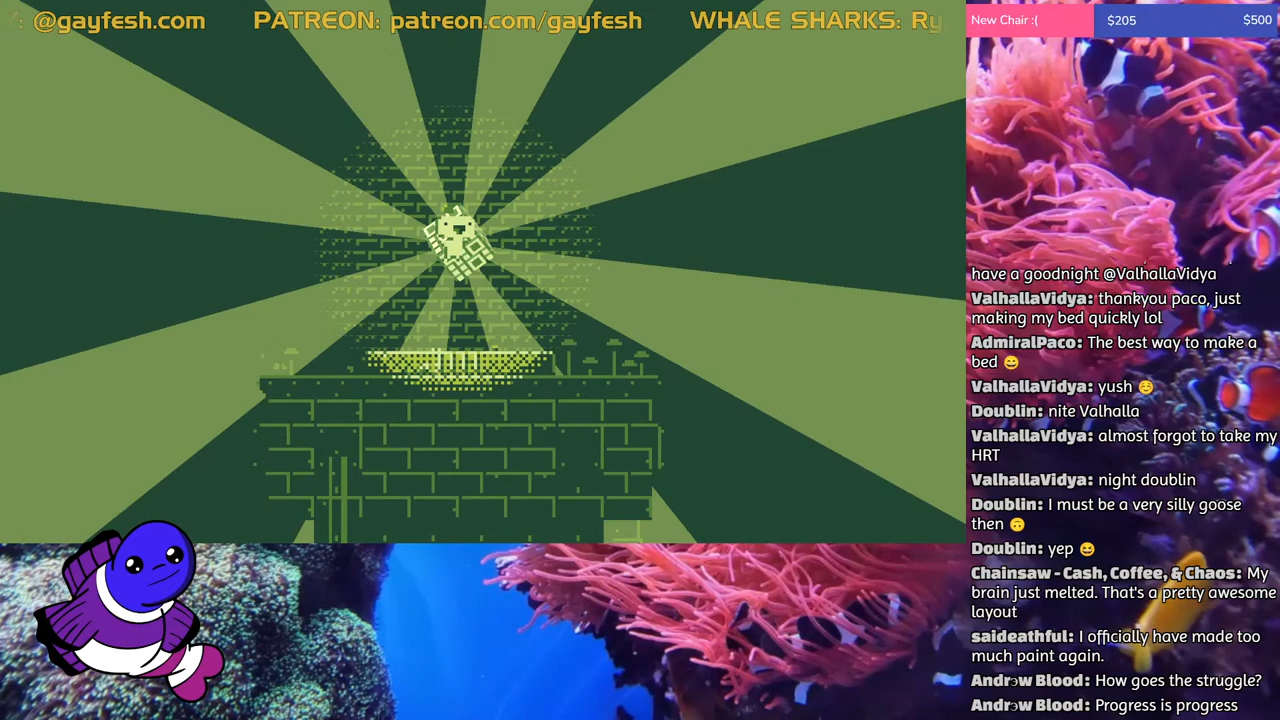 : @gayfesh.com PATREON: patreon.com/gayfesh WHALE SHARKS: Ry
New Chair :( $205 $500
have a goodnight @ValhallaVidya
ValhallaVidya: thankyou paco, just
making my bed quickly lol
AdmiralPaco: The best way to make a
bed 😄
ValhallaVidya: yush ☺️
Doublin: nite Valhalla
ValhallaVidya: almost forgot to take my
HRT
ValhallaVidya: night doublin
Doublin: I must be a very silly goose
then 🙃
Doublin: yep 😆
Chainsaw - Cash, Coffee, & Chaos: My
brain just melted. That's a pretty awesome
layout
saideathful: I officially have made too
much paint again.
Andrэw Blood: How goes the struggle?
Andrэw Blood: Progress is progress